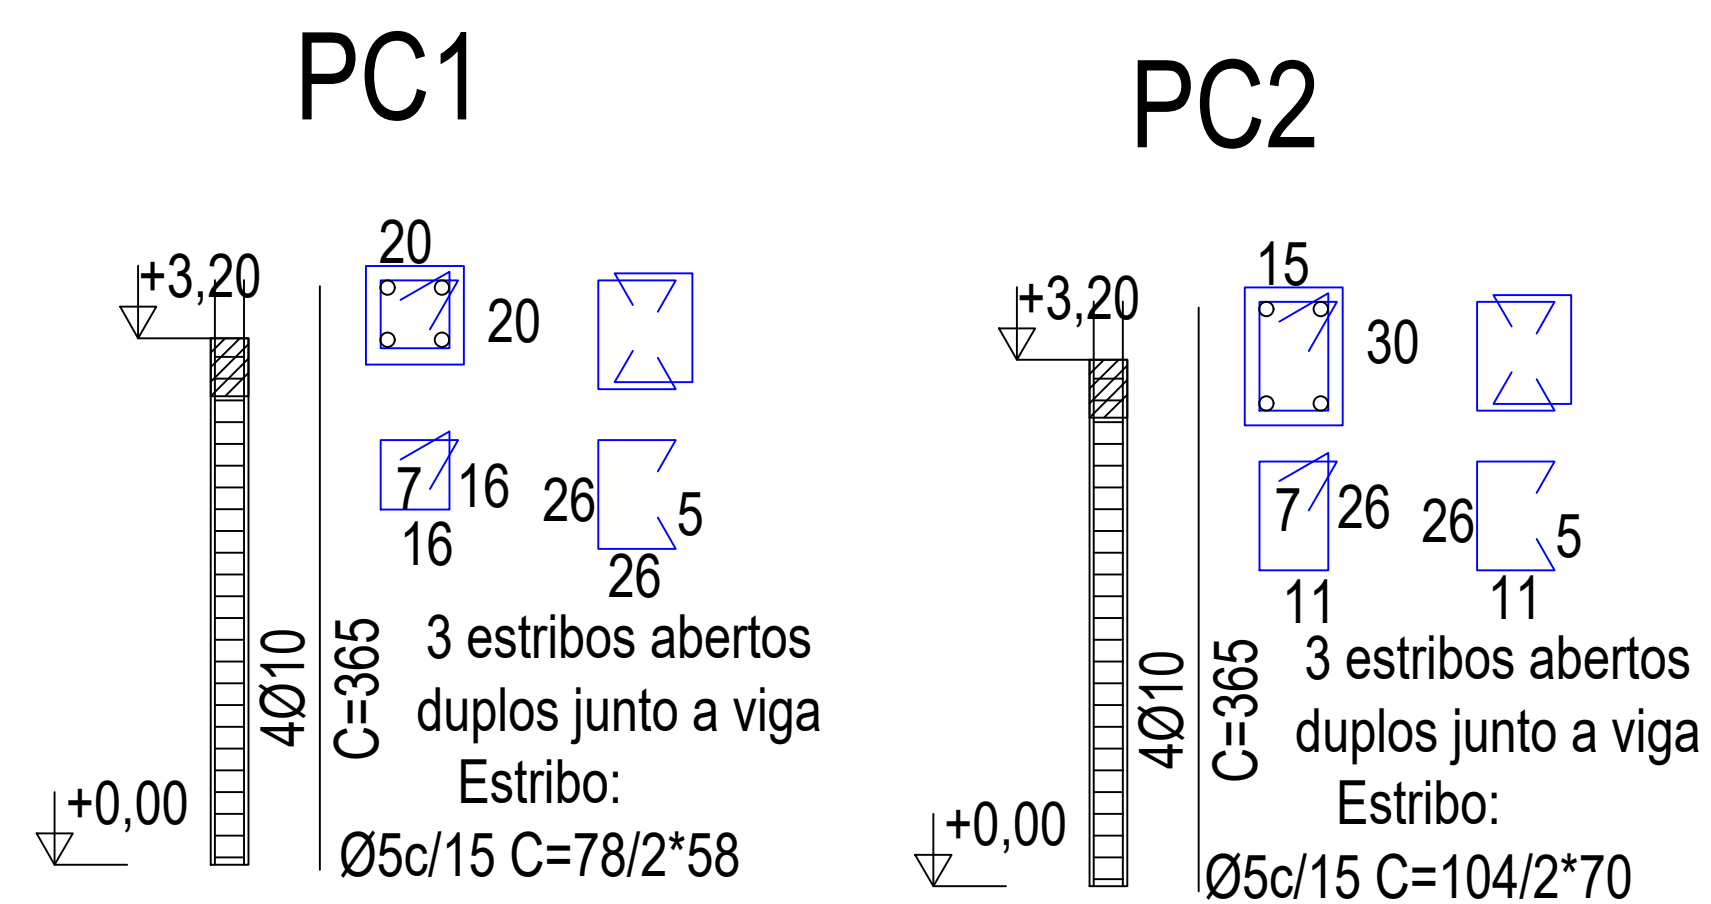 PC1
20
+3,20
20
7
16
16
26
5
26
4Ø10
C=365
3 estribos abertos
duplos junto a viga
Estribo:
+0,00
Ø5c/15 C=78/2*58
PC2
15
+3,20
30
7
26
11
26
5
11
4Ø10
C=365
3 estribos abertos
duplos junto a viga
Estribo:
+0,00
Ø5c/15 C=104/2*70